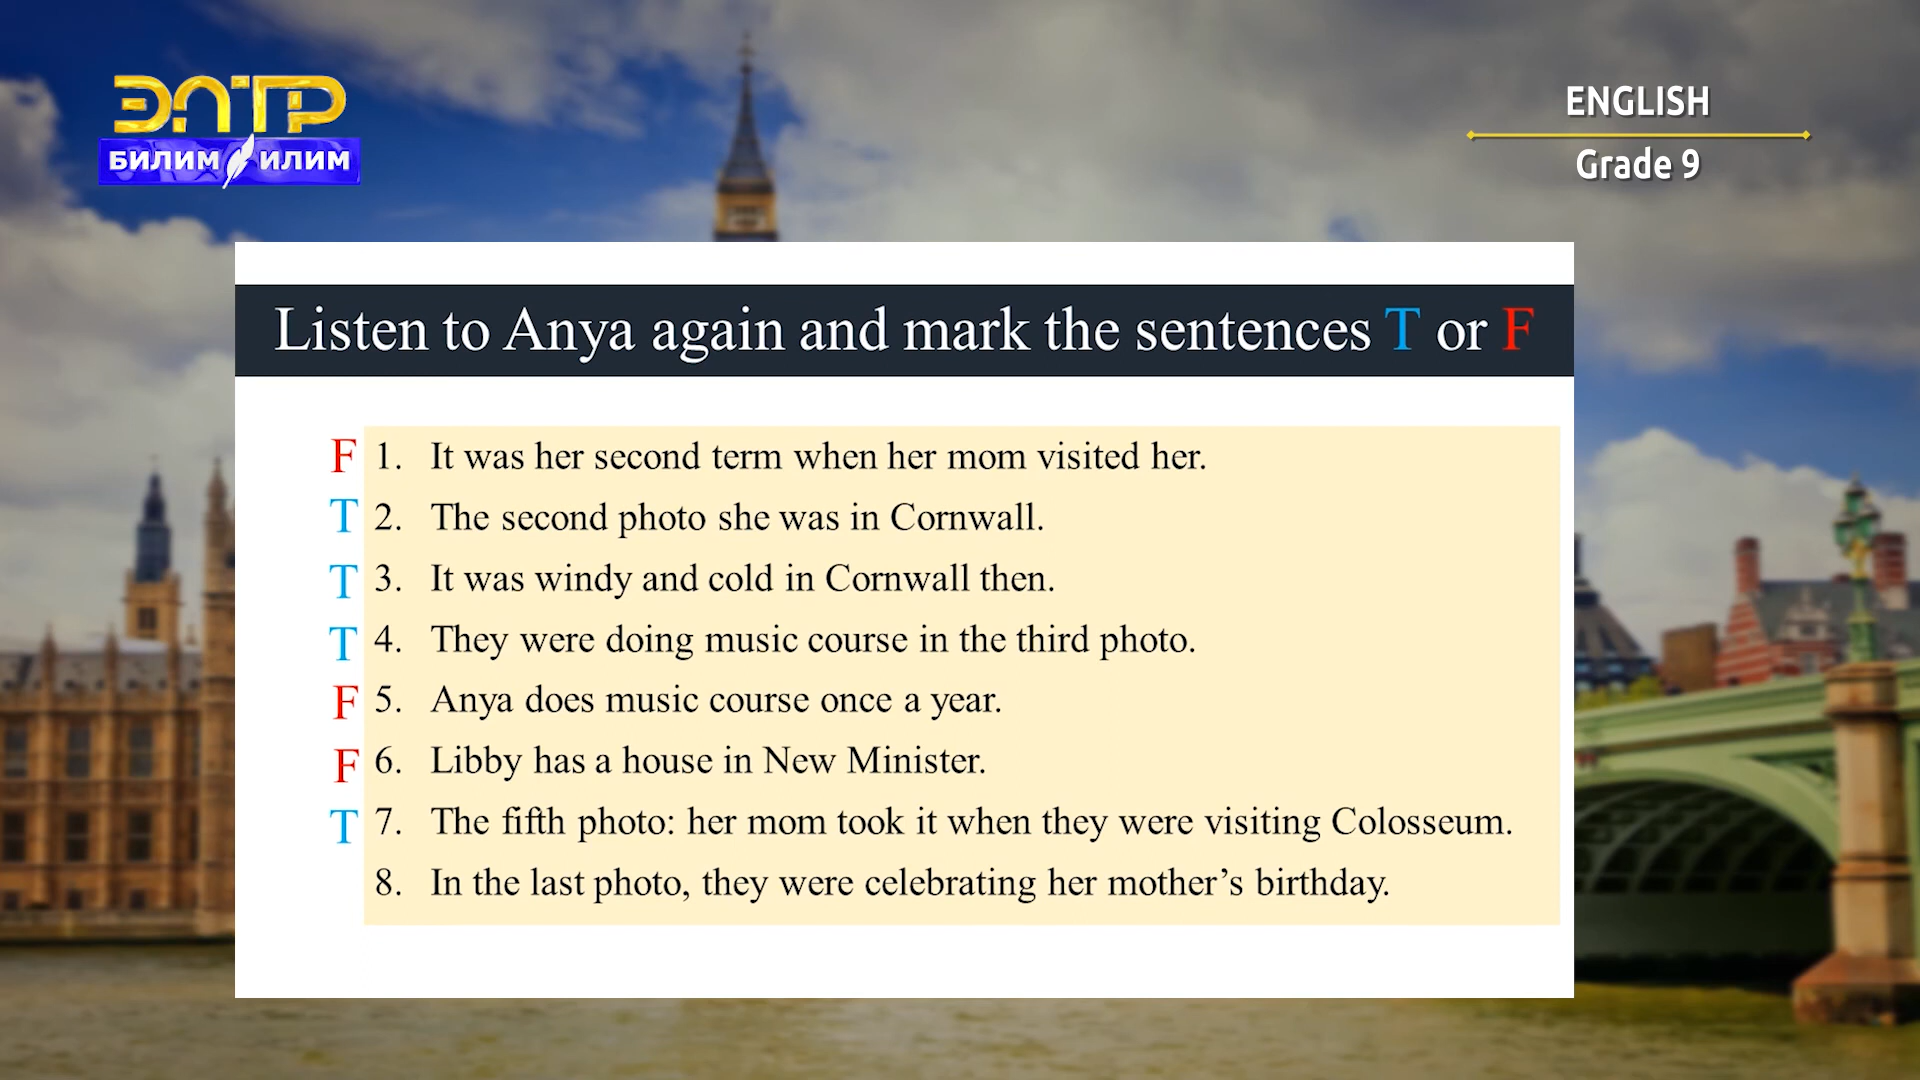 ЭЛТР
БИЛИМ ИЛИМ
ENGLISH
Grade 9
Listen to Anya again and mark the sentences T or F
F 1. It was her second term when her mom visited her.
T 2. The second photo she was in Cornwall.
T 3. It was windy and cold in Cornwall then.
T 4. They were doing music course in the third photo.
F 5. Anya does music course once a year.
F 6. Libby has a house in New Minister.
T 7. The fifth photo: her mom took it when they were visiting Colosseum.
8. In the last photo, they were celebrating her mother’s birthday.